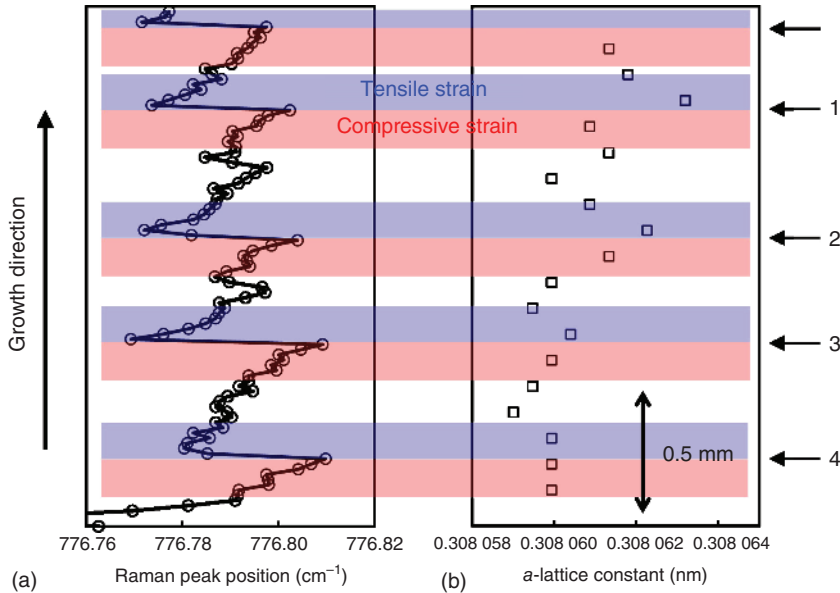 Growth direction
Tensile strain
Compressive strain
1
2
3
4
0.5 mm
776.76 776.78 776.80 776.82
0.308 058 0.308 060 0.308 062 0.308 064
(a) Raman peak position (cm⁻¹)
(b) a-lattice constant (nm)